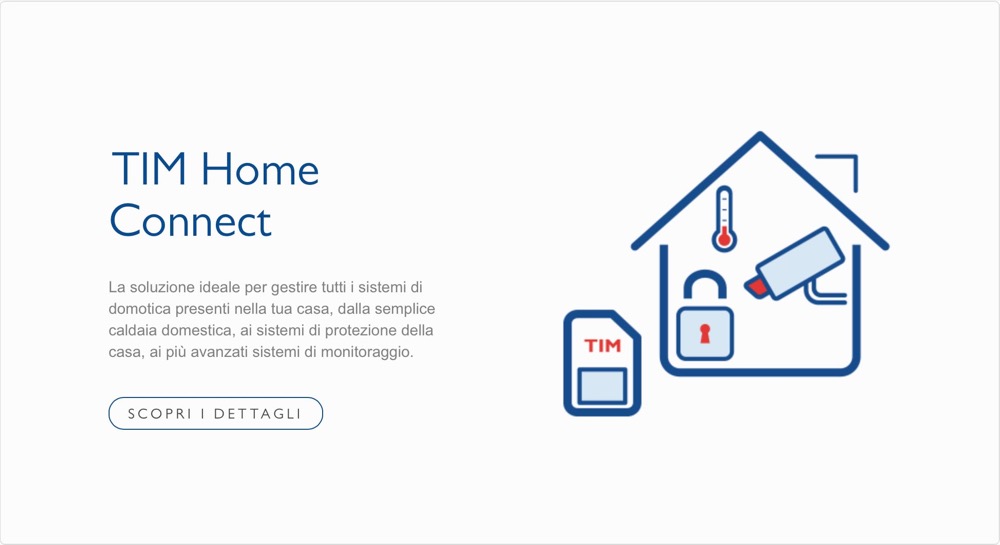 TIM Home
Connect
La soluzione ideale per gestire tutti i sistemi di
domotica presenti nella tua casa, dalla semplice
caldaia domestica, ai sistemi di protezione della
casa, ai più avanzati sistemi di monitoraggio.
SCOPRI I DETTAGLI
TIM